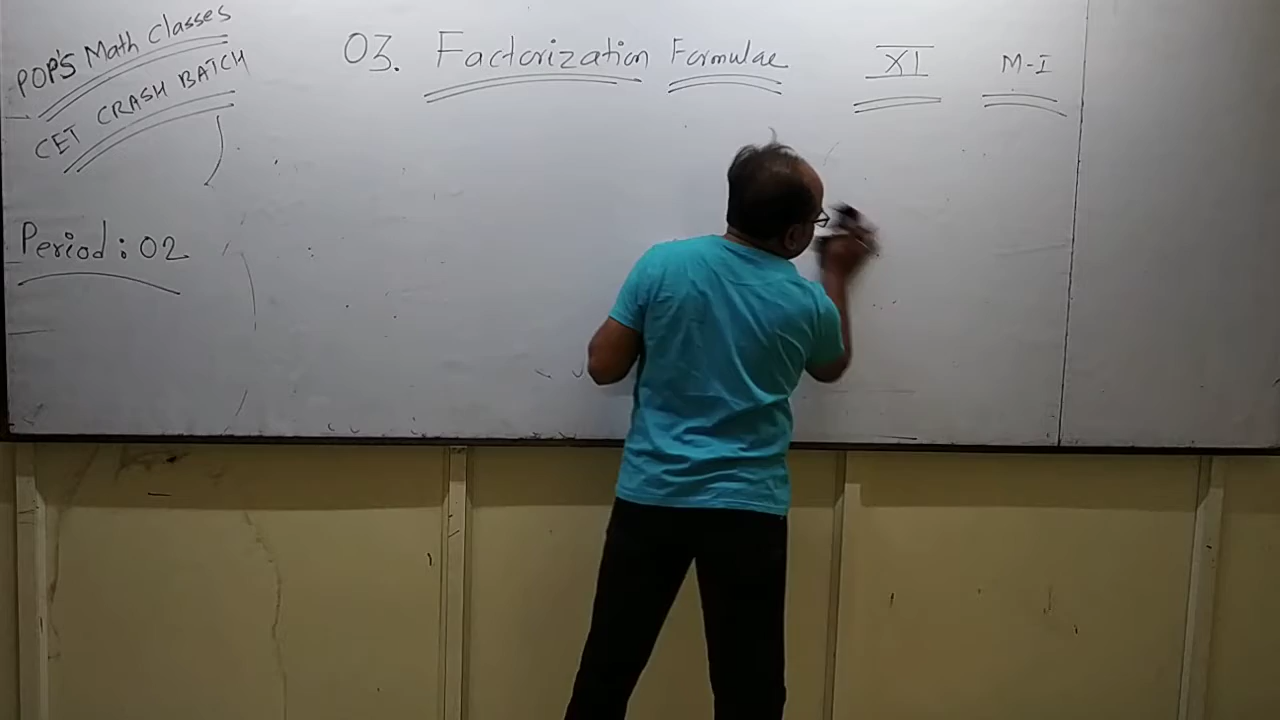 POP'S Math Classes
CET CRASH BATCH
03. Factorization Formulae XI M-I
Period : 02